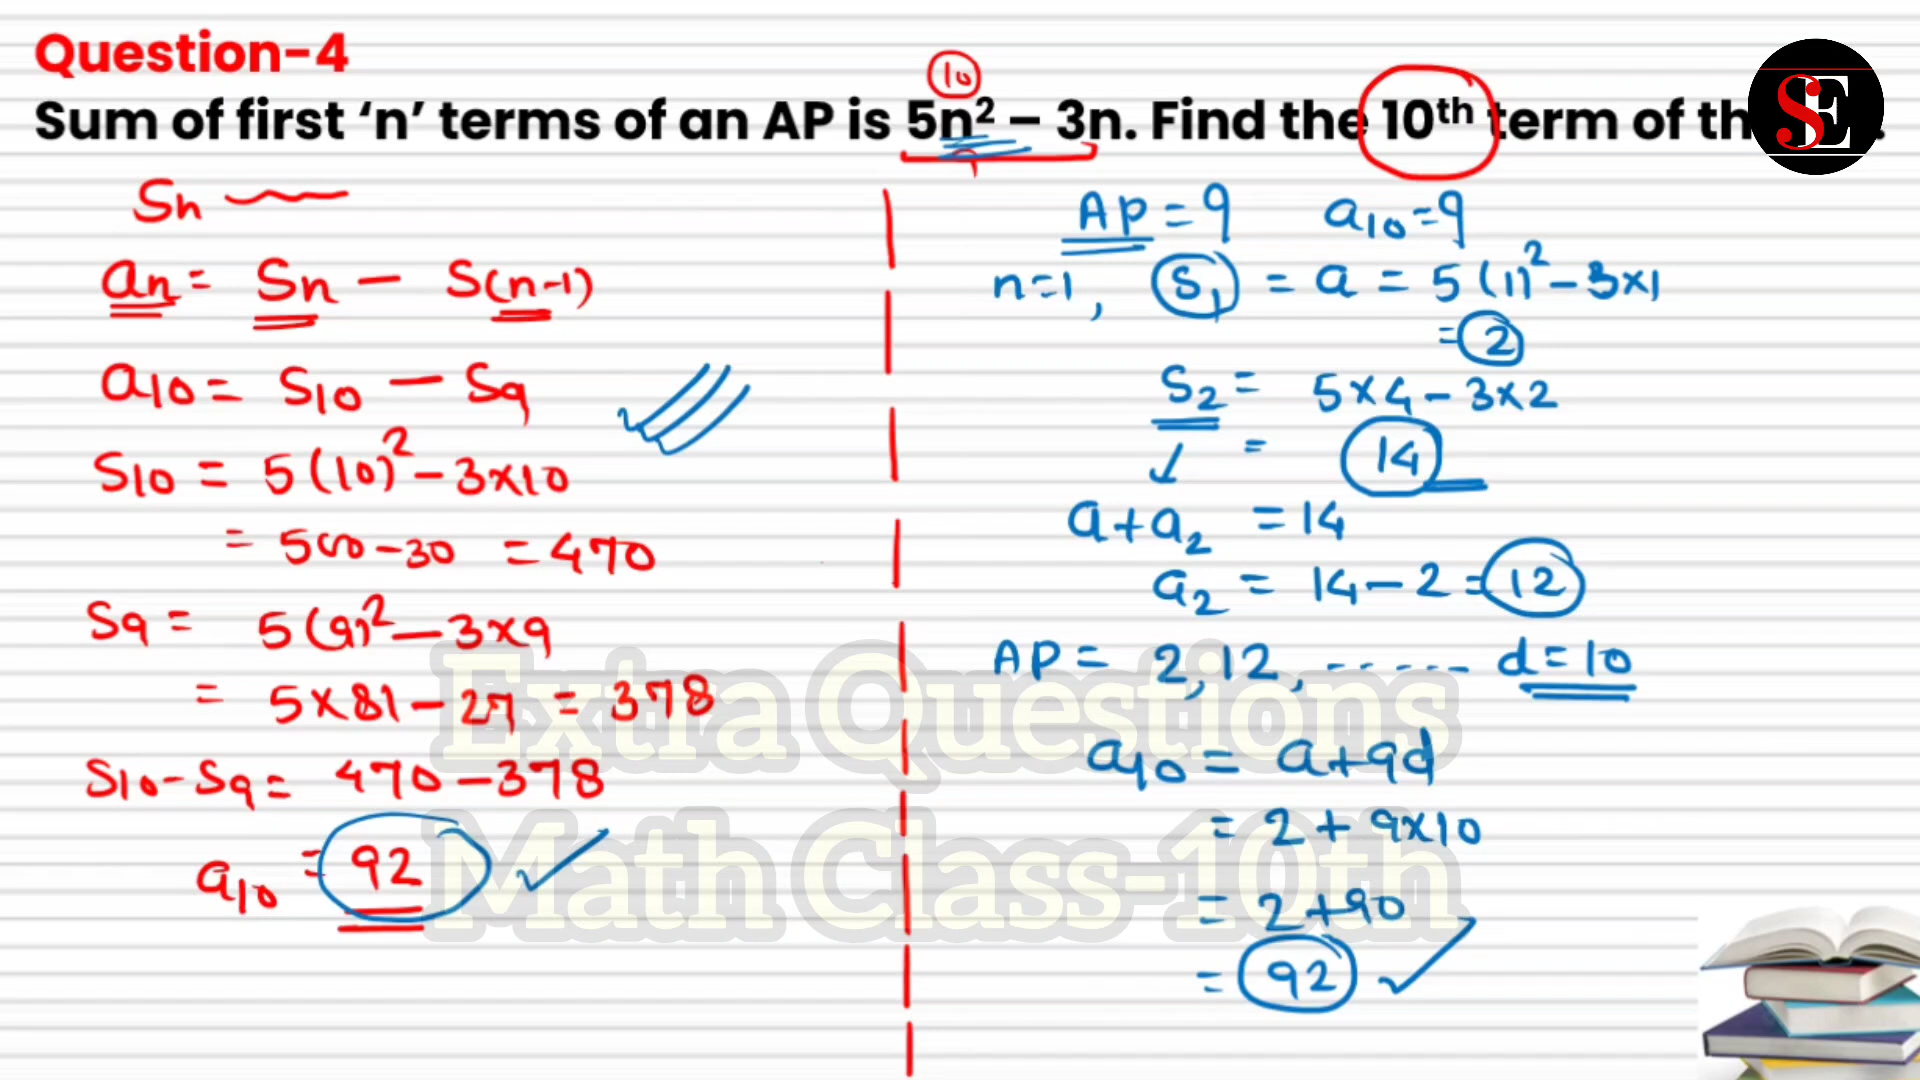 Question-4
10
Sum of first ‘n’ terms of an AP is 5n² – 3n. Find the 10th term of th
SE
Sn
an = Sn - S(n-1)
a10 = S10 - S9
S10 = 5(10)² - 3×10
= 500 - 30 = 470
S9 = 5(9)² - 3×9
= 5×81 - 27 = 378
S10 - S9 = 470 - 378
a10 = 92
AP = ? a10 = ?
n=1, S1 = a = 5(1)² - 3×1
= 2
S2 = 5×4 - 3×2
= 14
a+a2 = 14
a2 = 14 - 2 = 12
AP = 2, 12, ...... d = 10
a10 = a+9d
= 2 + 9×10
= 2 + 90
= 92
Extra Questions
Math Class-10th